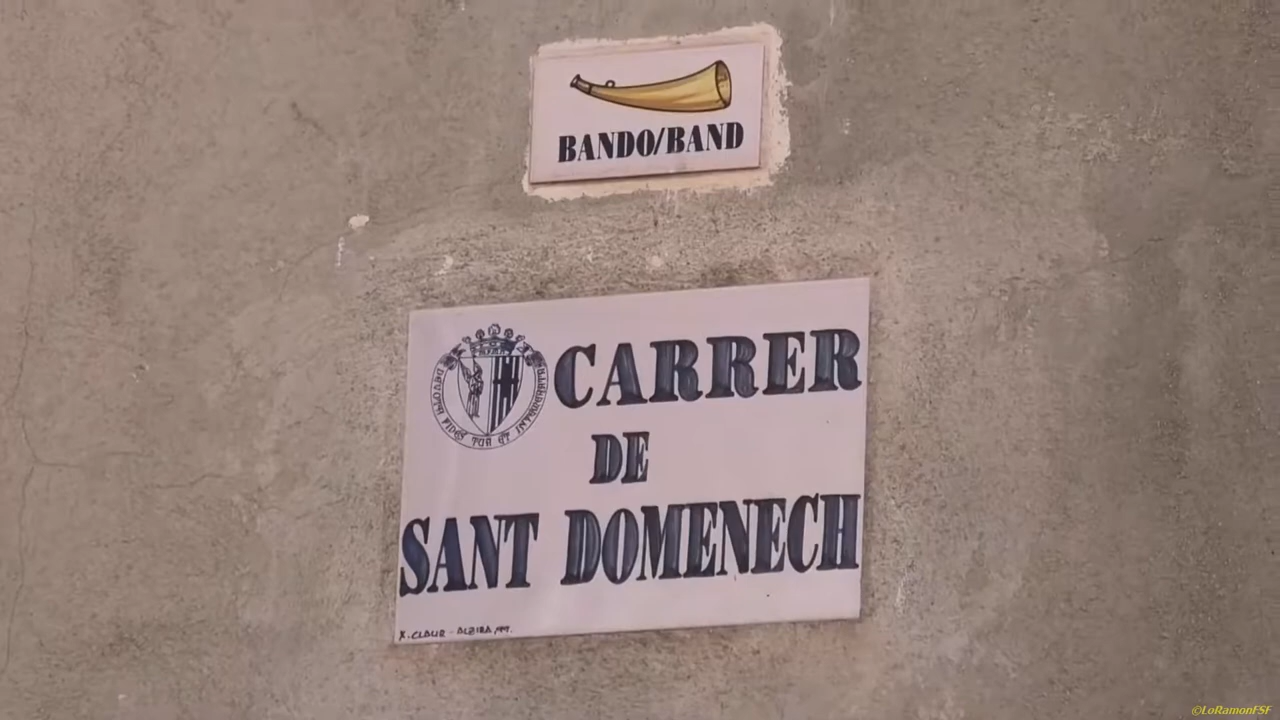 BANDO/BAND
CARRER
DE
SANT DOMENECH
X. CLAUR - ALZIRA, 99.
©LoRamonFSF